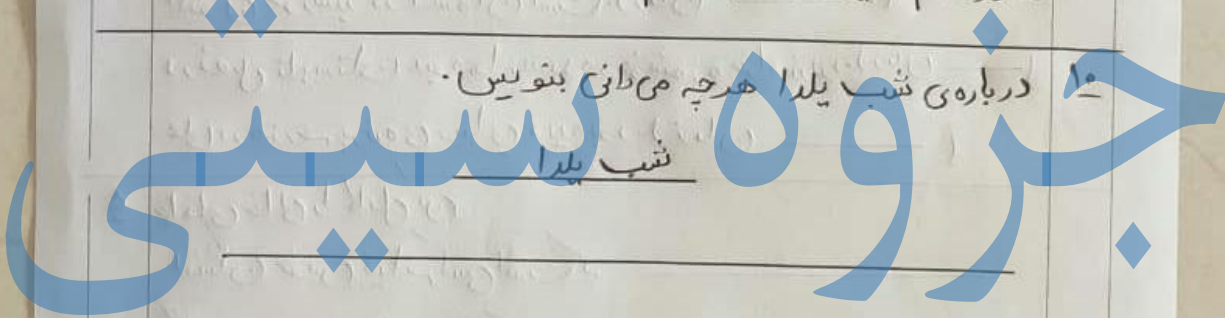 ۱۰ درباره‌ی شب یلدا هرچه می‌دانی بنویس.
شب یلدا
جزوه سیتی